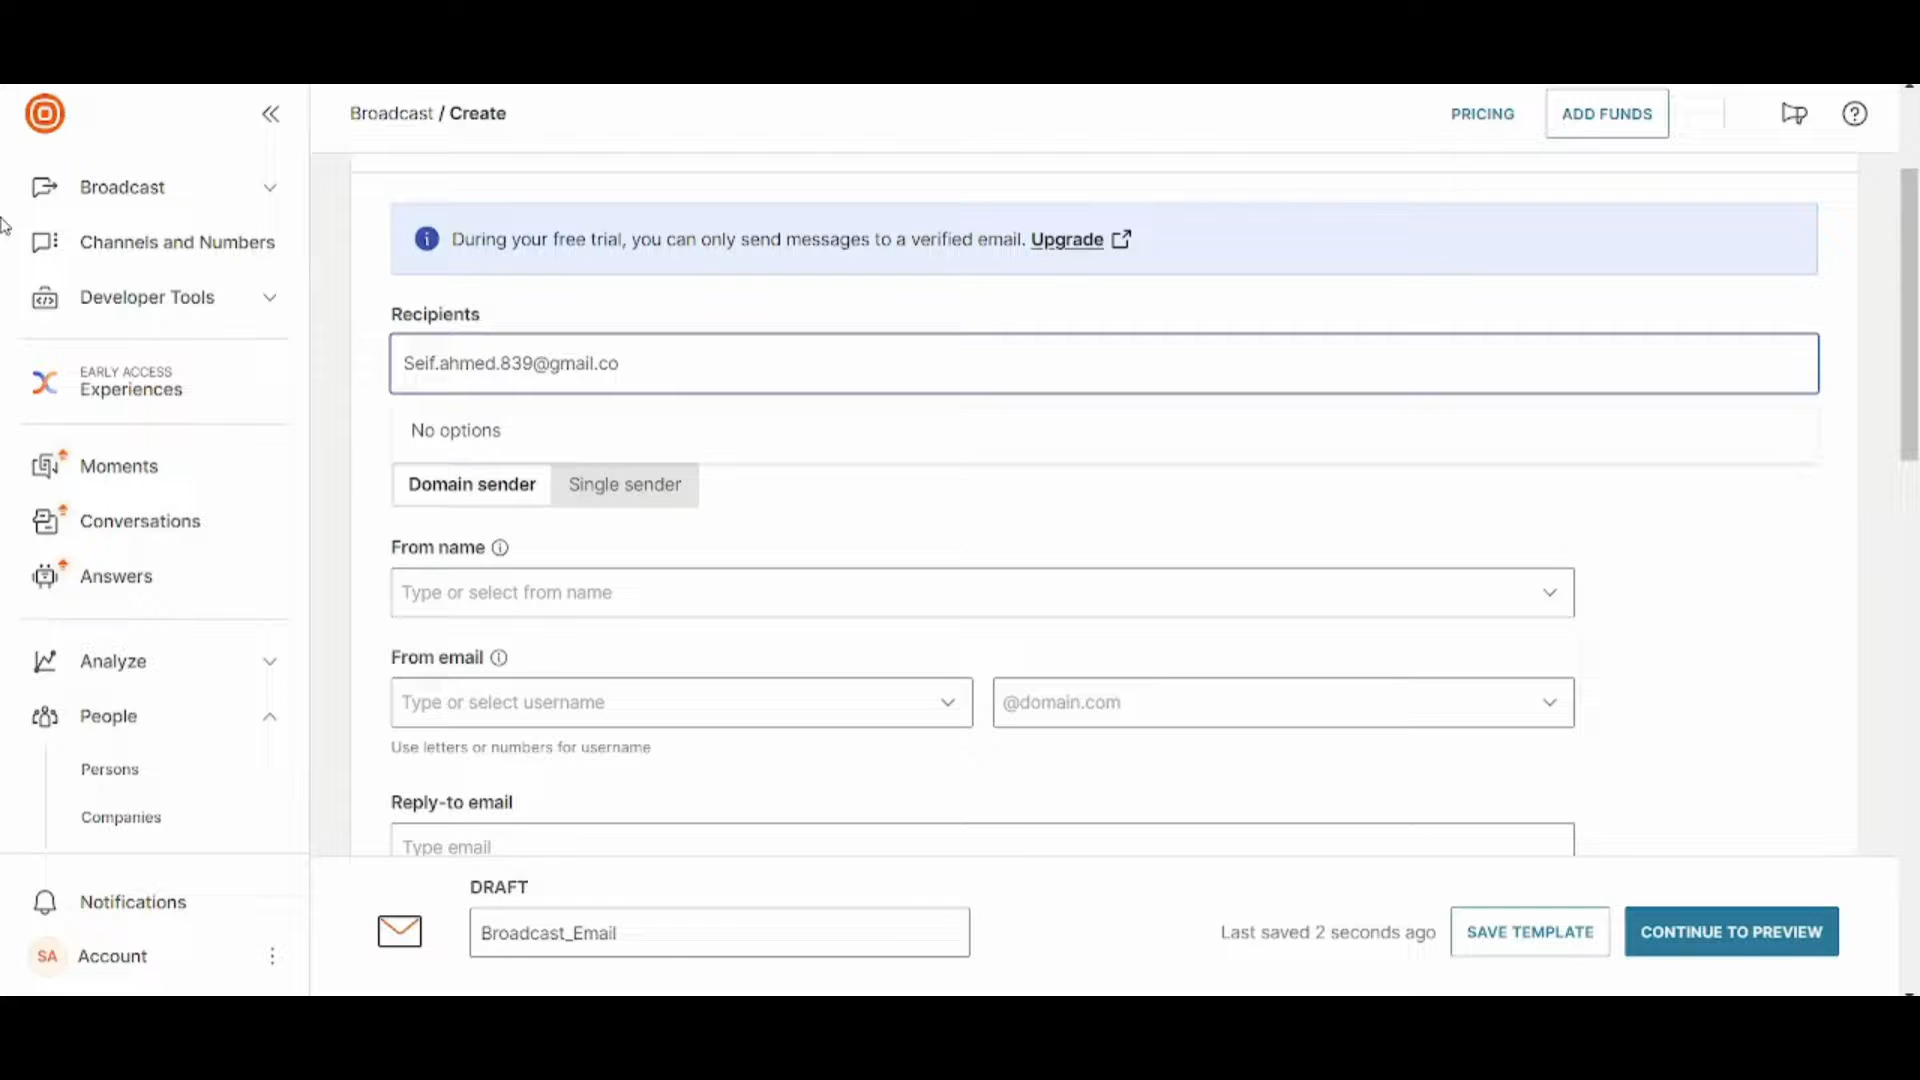 Broadcast / Create
PRICING
ADD FUNDS
Broadcast
Channels and Numbers
Developer Tools
EARLY ACCESS
Experiences
Moments
Conversations
Answers
Analyze
People
Persons
Companies
Notifications
SA
Account
During your free trial, you can only send messages to a verified email. Upgrade
Recipients
Seif.ahmed.839@gmail.co
No options
Domain sender
Single sender
From name
Type or select from name
From email
Type or select username
@domain.com
Use letters or numbers for username
Reply-to email
Type email
DRAFT
Broadcast_Email
Last saved 2 seconds ago
SAVE TEMPLATE
CONTINUE TO PREVIEW